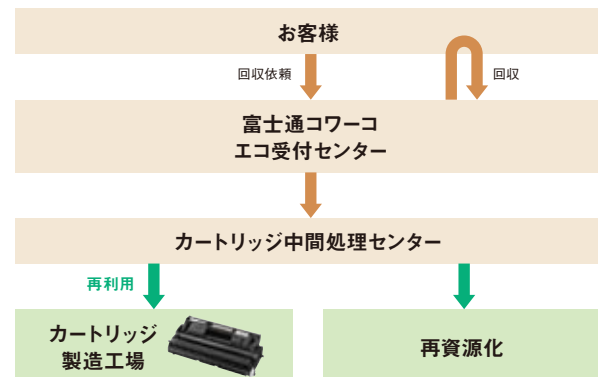 お客様
回収依頼
回収
富士通コワーコ
エコ受付センター
カートリッジ中間処理センター
再利用
カートリッジ
製造工場
再資源化